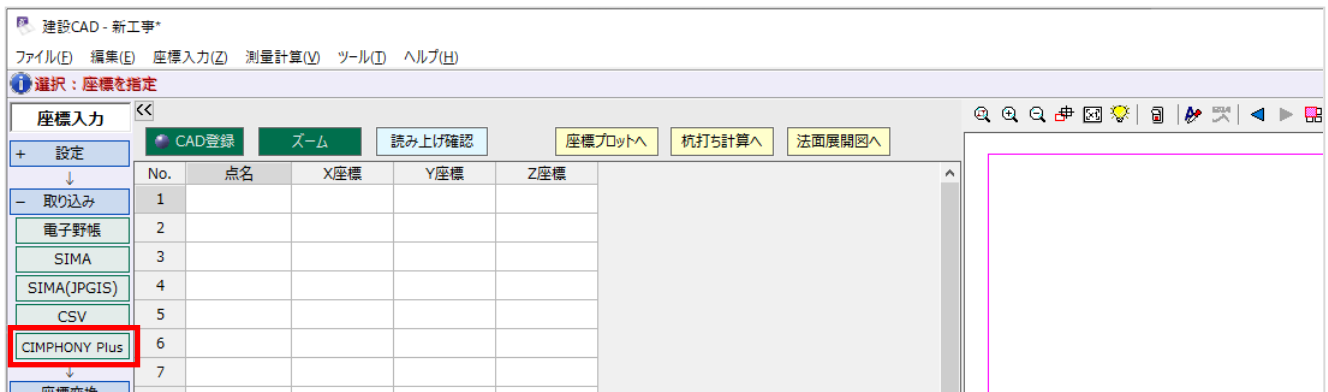 建設CAD - 新工事*
ファイル(F) 編集(E) 座標入力(Z) 測量計算(V) ツール(T) ヘルプ(H)
選択：座標を指定
座標入力 <<
CAD登録 ズーム 読み上げ確認 座標プロットへ 杭打ち計算へ 法面展開図へ
+ 設定
↓
No. 点名 X座標 Y座標 Z座標
- 取り込み 1
電子野帳 2
SIMA 3
SIMA(JPGIS) 4
CSV 5
CIMPHONY Plus 6
↓ 7
座標変換